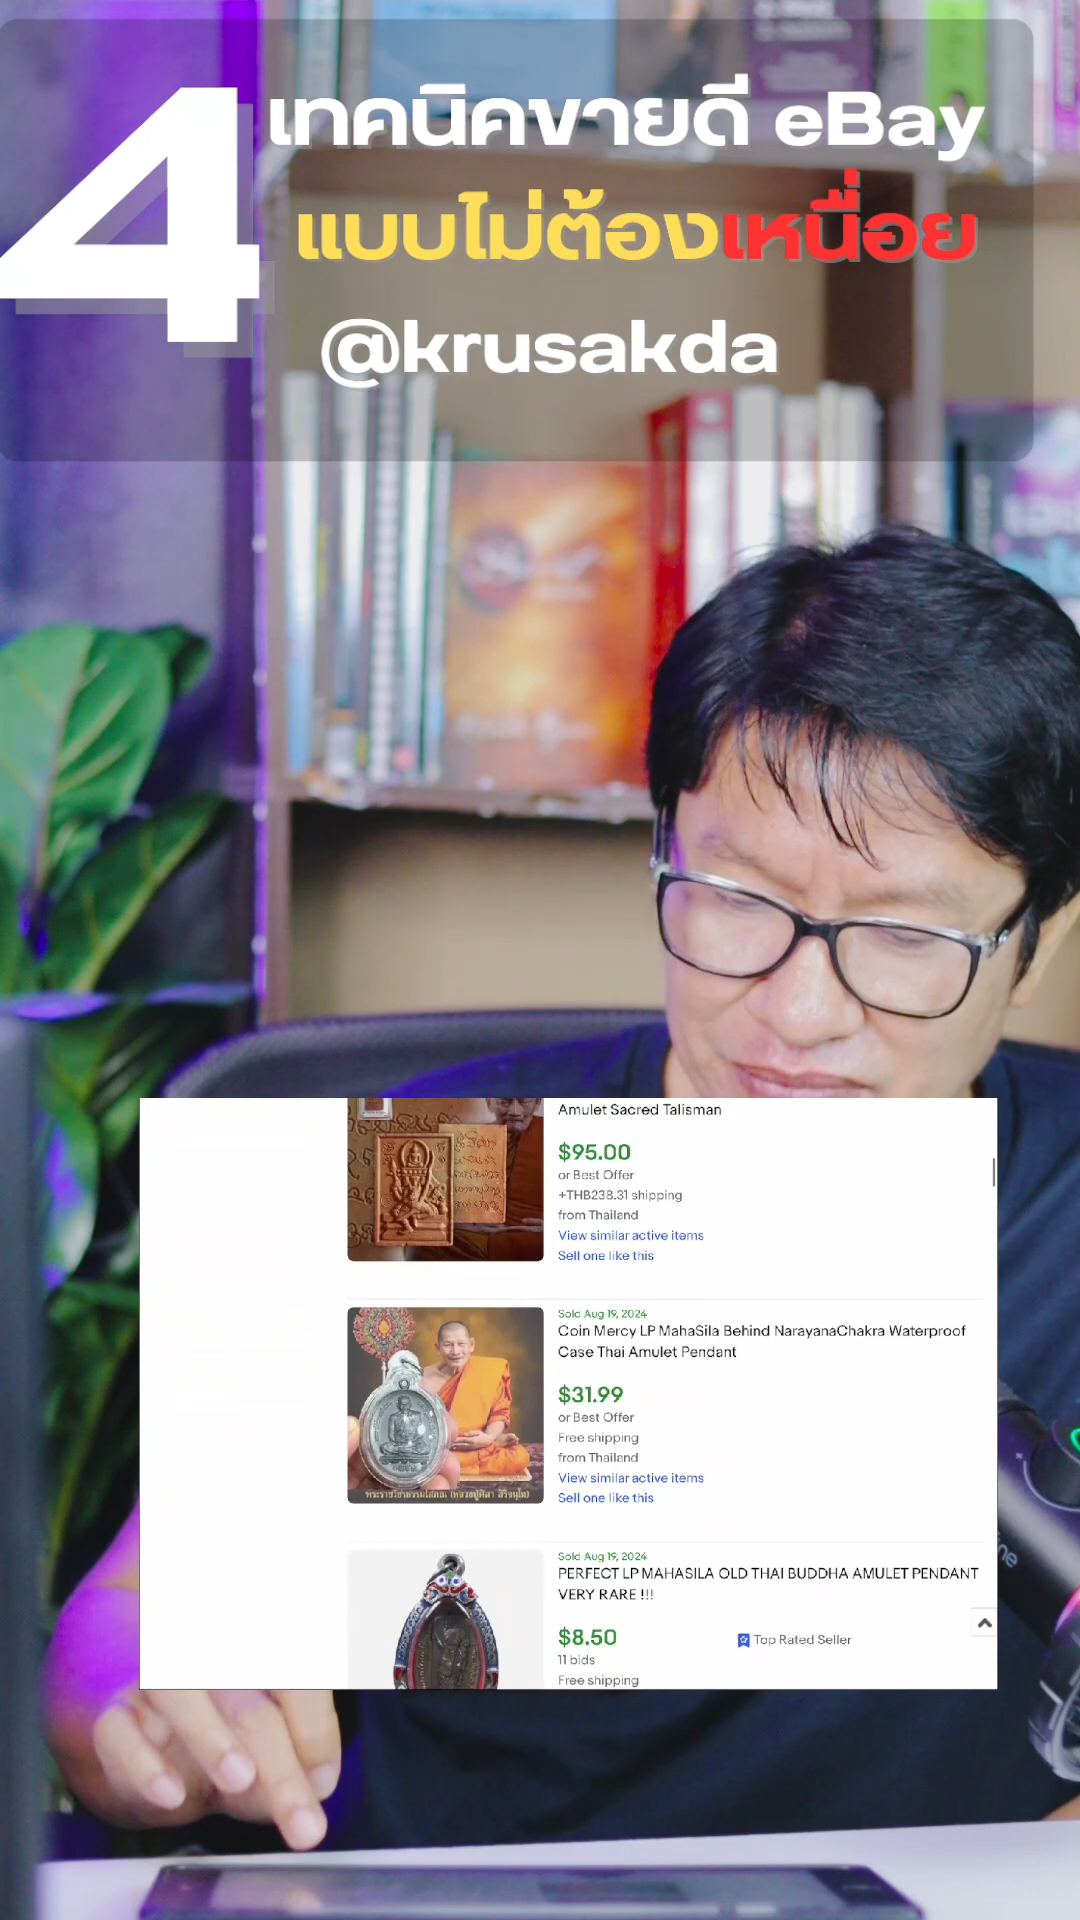 4
เทคนิคขายดี eBay
แบบไม่ต้องเหนื่อย
@krusakda
Amulet Sacred Talisman
$95.00
or Best Offer
+THB238.31 shipping
from Thailand
View similar active items
Sell one like this
Sold Aug 19, 2024
Coin Mercy LP MahaSila Behind NarayanaChakra Waterproof
Case Thai Amulet Pendant
$31.99
or Best Offer
Free shipping
from Thailand
View similar active items
Sell one like this
Sold Aug 19, 2024
PERFECT LP MAHASILA OLD THAI BUDDHA AMULET PENDANT
VERY RARE !!!
$8.50
Top Rated Seller
11 bids
Free shipping